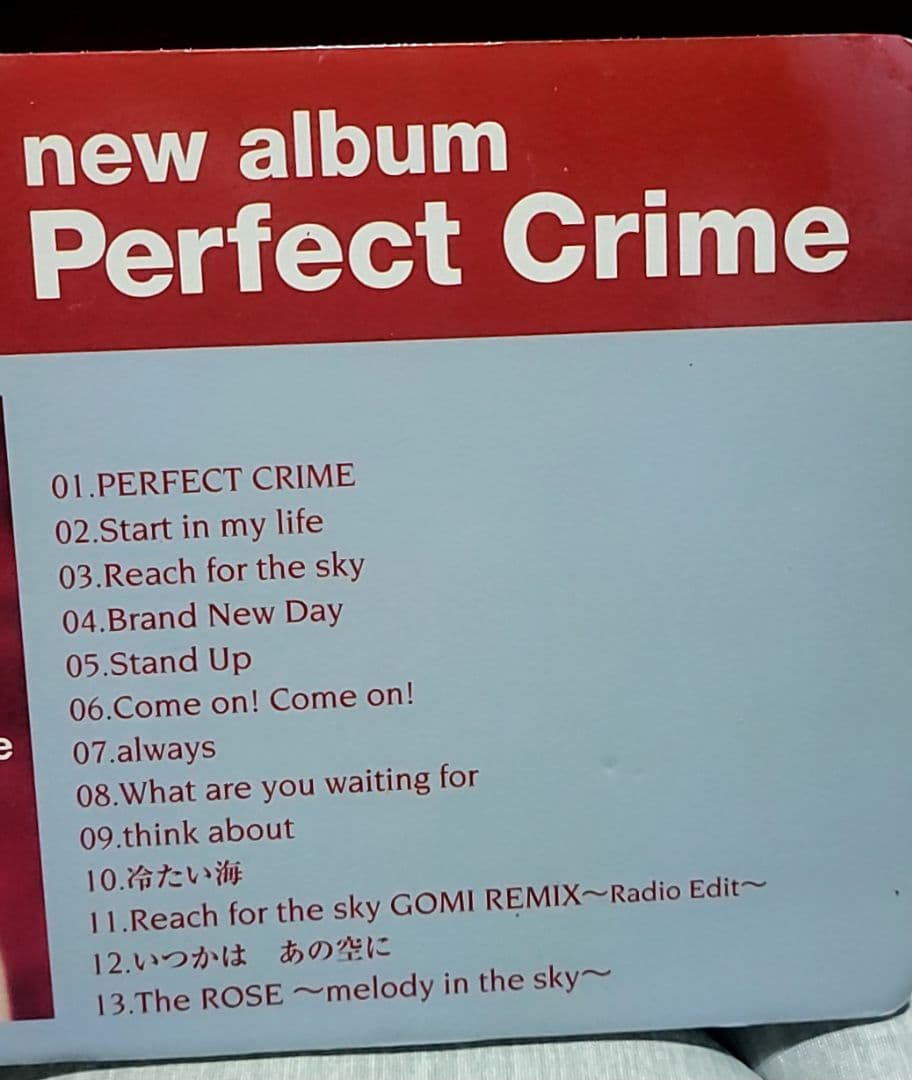 new album
Perfect Crime
01.PERFECT CRIME
02.Start in my life
03.Reach for the sky
04.Brand New Day
05.Stand Up
06.Come on! Come on!
e
07.always
08.What are you waiting for
09.think about
10.冷たい海
11.Reach for the sky GOMI REMIX〜Radio Edit〜
12.いつかは　あの空に
13.The ROSE 〜melody in the sky〜